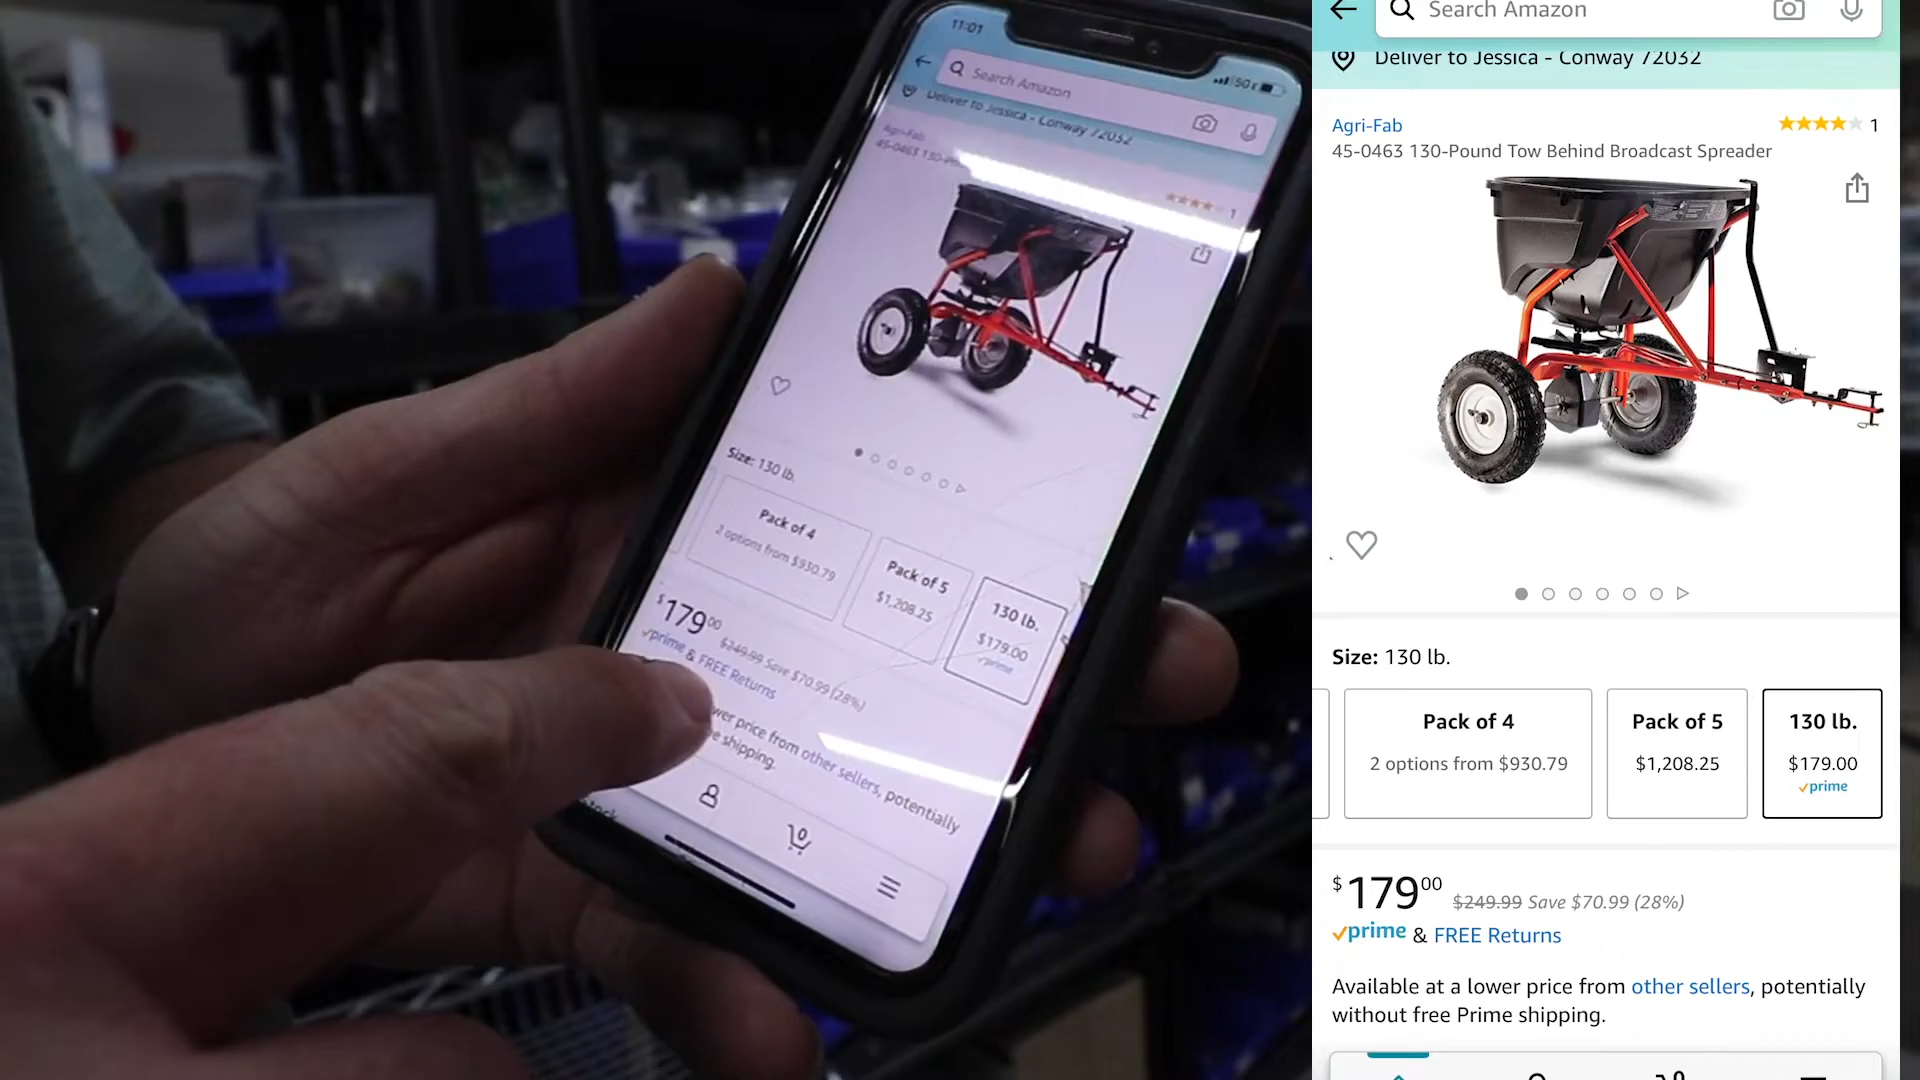 11:01
5G E
Search Amazon
Deliver to Jessica - Conway 72032
Agri-Fab
1
45-0463 130-Po
Size: 130 lb.
Pack of 4
2 options from $930.79
Pack of 5
$1,208.25
130 lb.
$179.00
prime
$179 00
$249.99 Save $70.99 (28%)
prime & FREE Returns
wer price from other sellers, potentially
e shipping.
0
Search Amazon
Deliver to Jessica - Conway 72032
Agri-Fab
1
45-0463 130-Pound Tow Behind Broadcast Spreader
Size: 130 lb.
Pack of 4
2 options from $930.79
Pack of 5
$1,208.25
130 lb.
$179.00
prime
$179 00
$249.99 Save $70.99 (28%)
prime & FREE Returns
Available at a lower price from other sellers, potentially
without free Prime shipping.
0